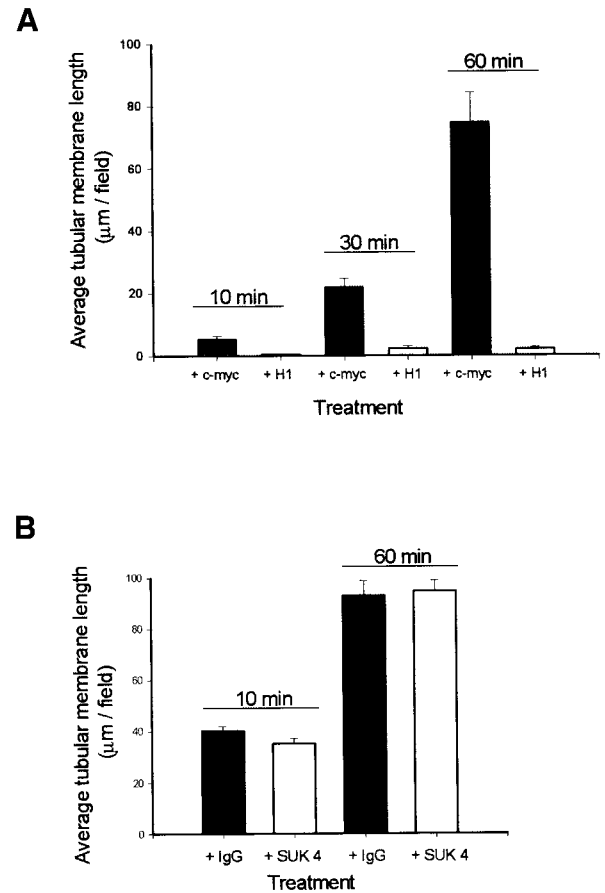 A
100
80
60
40
20
0
Average tubular membrane length
(μm / field)
10 min
30 min
60 min
+ c-myc + H1 + c-myc + H1 + c-myc + H1
Treatment
B
100
80
60
40
20
0
Average tubular membrane length
(μm / field)
10 min
60 min
+ IgG + SUK 4 + IgG + SUK 4
Treatment